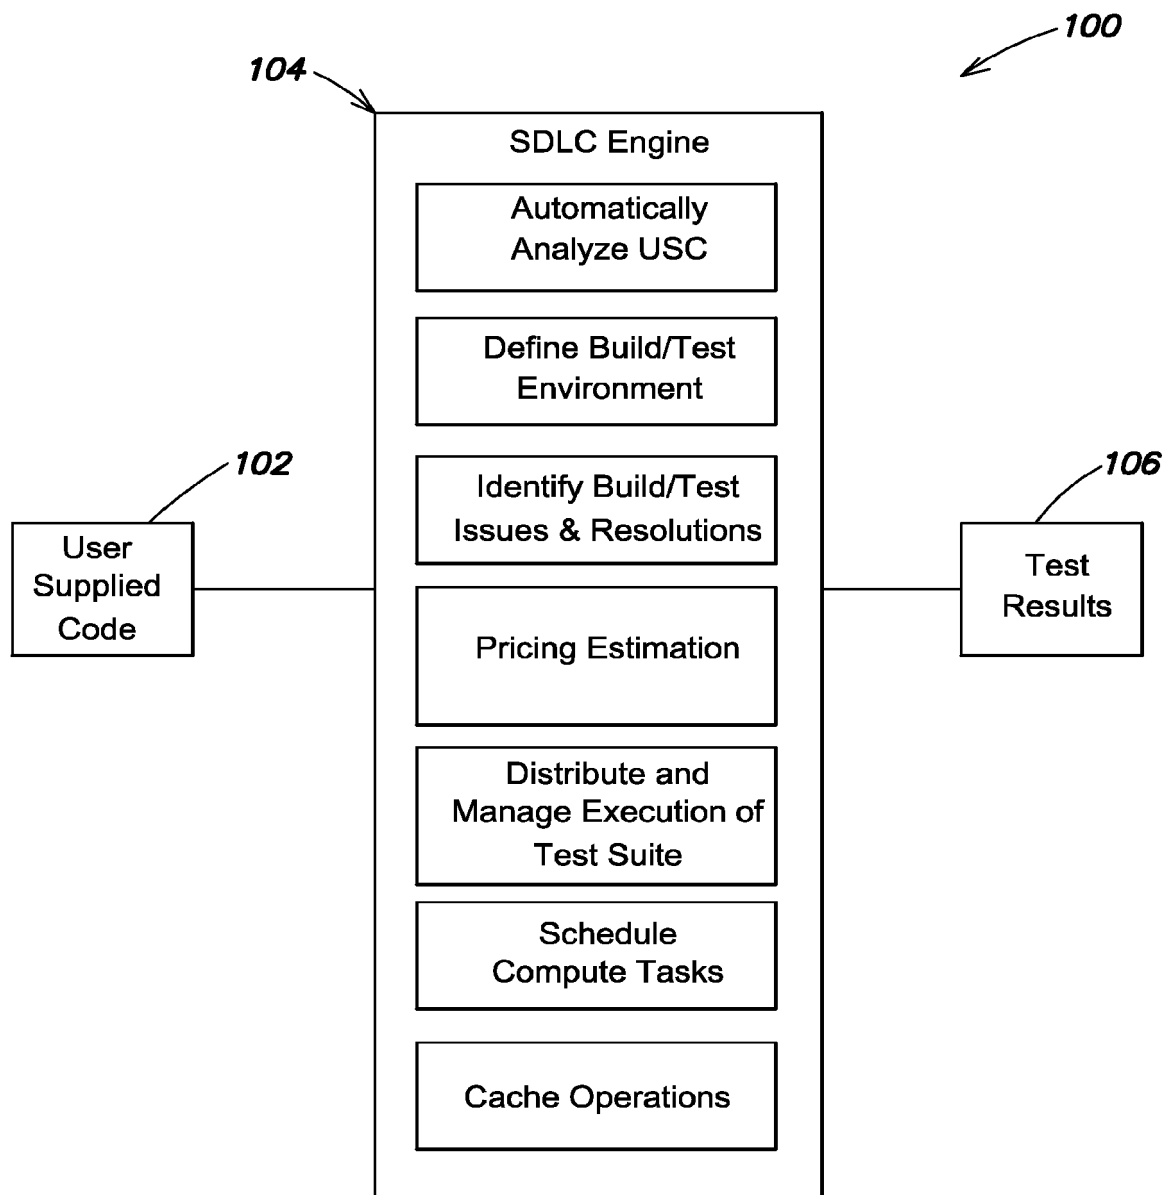 100
104
SDLC Engine
Automatically
Analyze USC
Define Build/Test
Environment
102
Identify Build/Test
Issues & Resolutions
106
User
Supplied
Code
Test
Results
Pricing Estimation
Distribute and
Manage Execution of
Test Suite
Schedule
Compute Tasks
Cache Operations